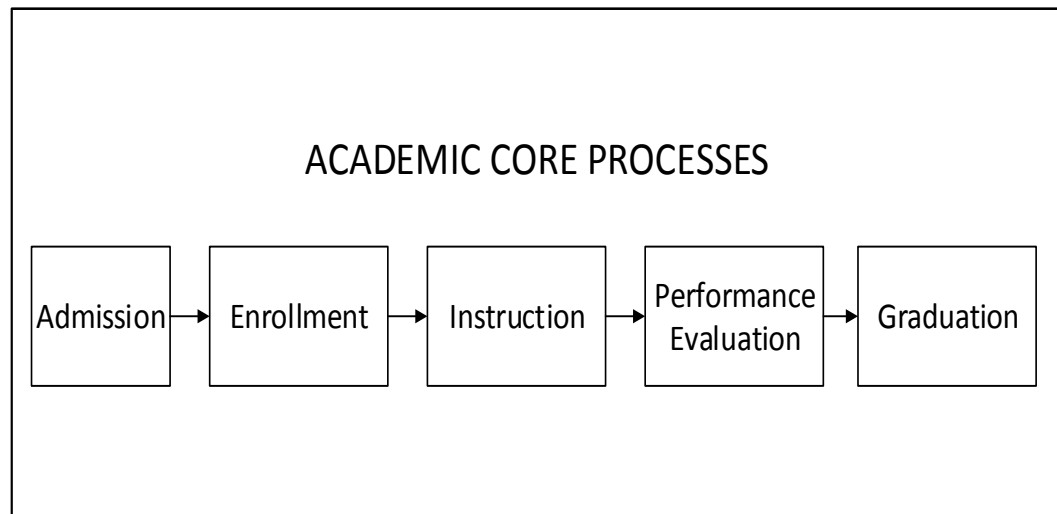 ACADEMIC CORE PROCESSES
Admission
Enrollment
Instruction
Performance
Evaluation
Graduation